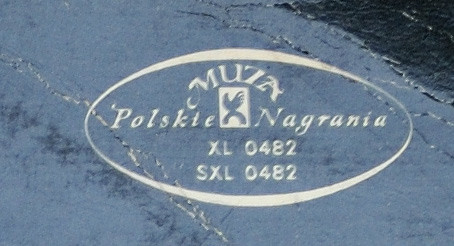 MUZA
Polskie Nagrania
XL 0482
SXL 0482